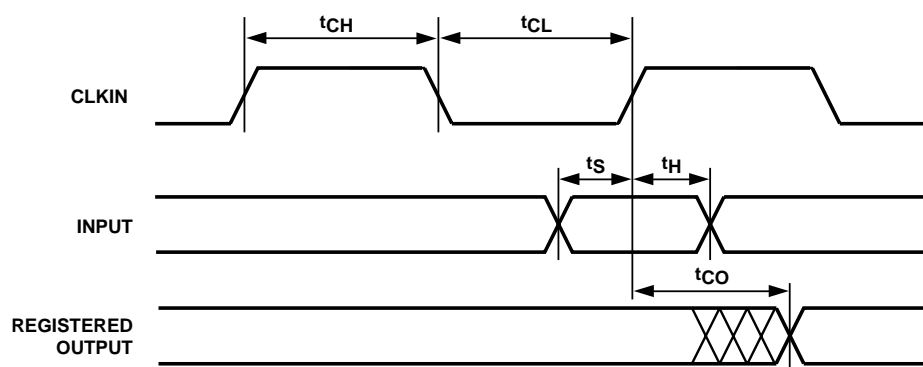 tCH
tCL
CLKIN
tS
tH
INPUT
tCO
REGISTERED
OUTPUT